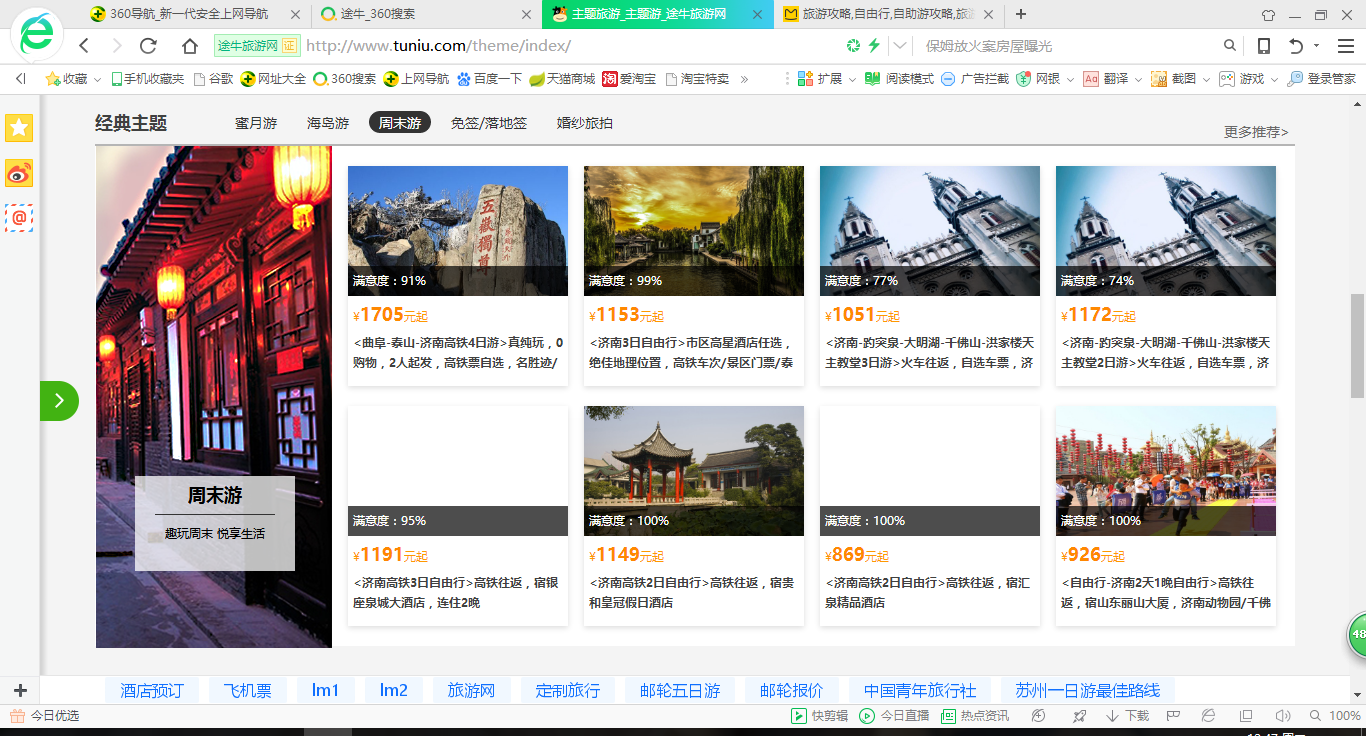 360导航_新一代安全上网导航
途牛_360搜索
主题旅游_主题游_途牛旅游网
旅游攻略,自由行,自助游攻略,旅
途牛旅游网 证 http://www.tuniu.com/theme/index/
保姆放火案房屋曝光
收藏 手机收藏夹 谷歌 网址大全 360搜索 上网导航 百度一下 天猫商城 淘 爱淘宝 淘宝特卖 » 扩展 阅读模式 广告拦截 网银 Aa 翻译 截图 游戏 登录管家
经典主题 蜜月游 海岛游 周末游 免签/落地签 婚纱旅拍
更多推荐>
五嶽獨尊
满意度：91%
¥1705元起
<曲阜-泰山-济南高铁4日游>真纯玩，0
购物，2人起发，高铁票自选，名胜迹/
满意度：99%
¥1153元起
<济南3日自由行>市区高星酒店任选，
绝佳地理位置，高铁车次/景区门票/泰
满意度：77%
¥1051元起
<济南-趵突泉-大明湖-千佛山-洪家楼天
主教堂3日游>火车往返，自选车票，济
满意度：74%
¥1172元起
<济南-趵突泉-大明湖-千佛山-洪家楼天
主教堂2日游>火车往返，自选车票，济
周末游
趣玩周末 悦享生活
满意度：95%
¥1191元起
<济南高铁3日自由行>高铁往返，宿银
座泉城大酒店，连住2晚
满意度：100%
¥1149元起
<济南高铁2日自由行>高铁往返，宿贵
和皇冠假日酒店
满意度：100%
¥869元起
<济南高铁2日自由行>高铁往返，宿汇
泉精品酒店
满意度：100%
¥926元起
<自由行-济南2天1晚自由行>高铁往
返，宿山东丽山大厦，济南动物园/千佛
48
酒店预订 飞机票 lm1 lm2 旅游网 定制旅行 邮轮五日游 邮轮报价 中国青年旅行社 苏州一日游最佳路线
今日优选 快剪辑 今日直播 热点资讯 下载 100%